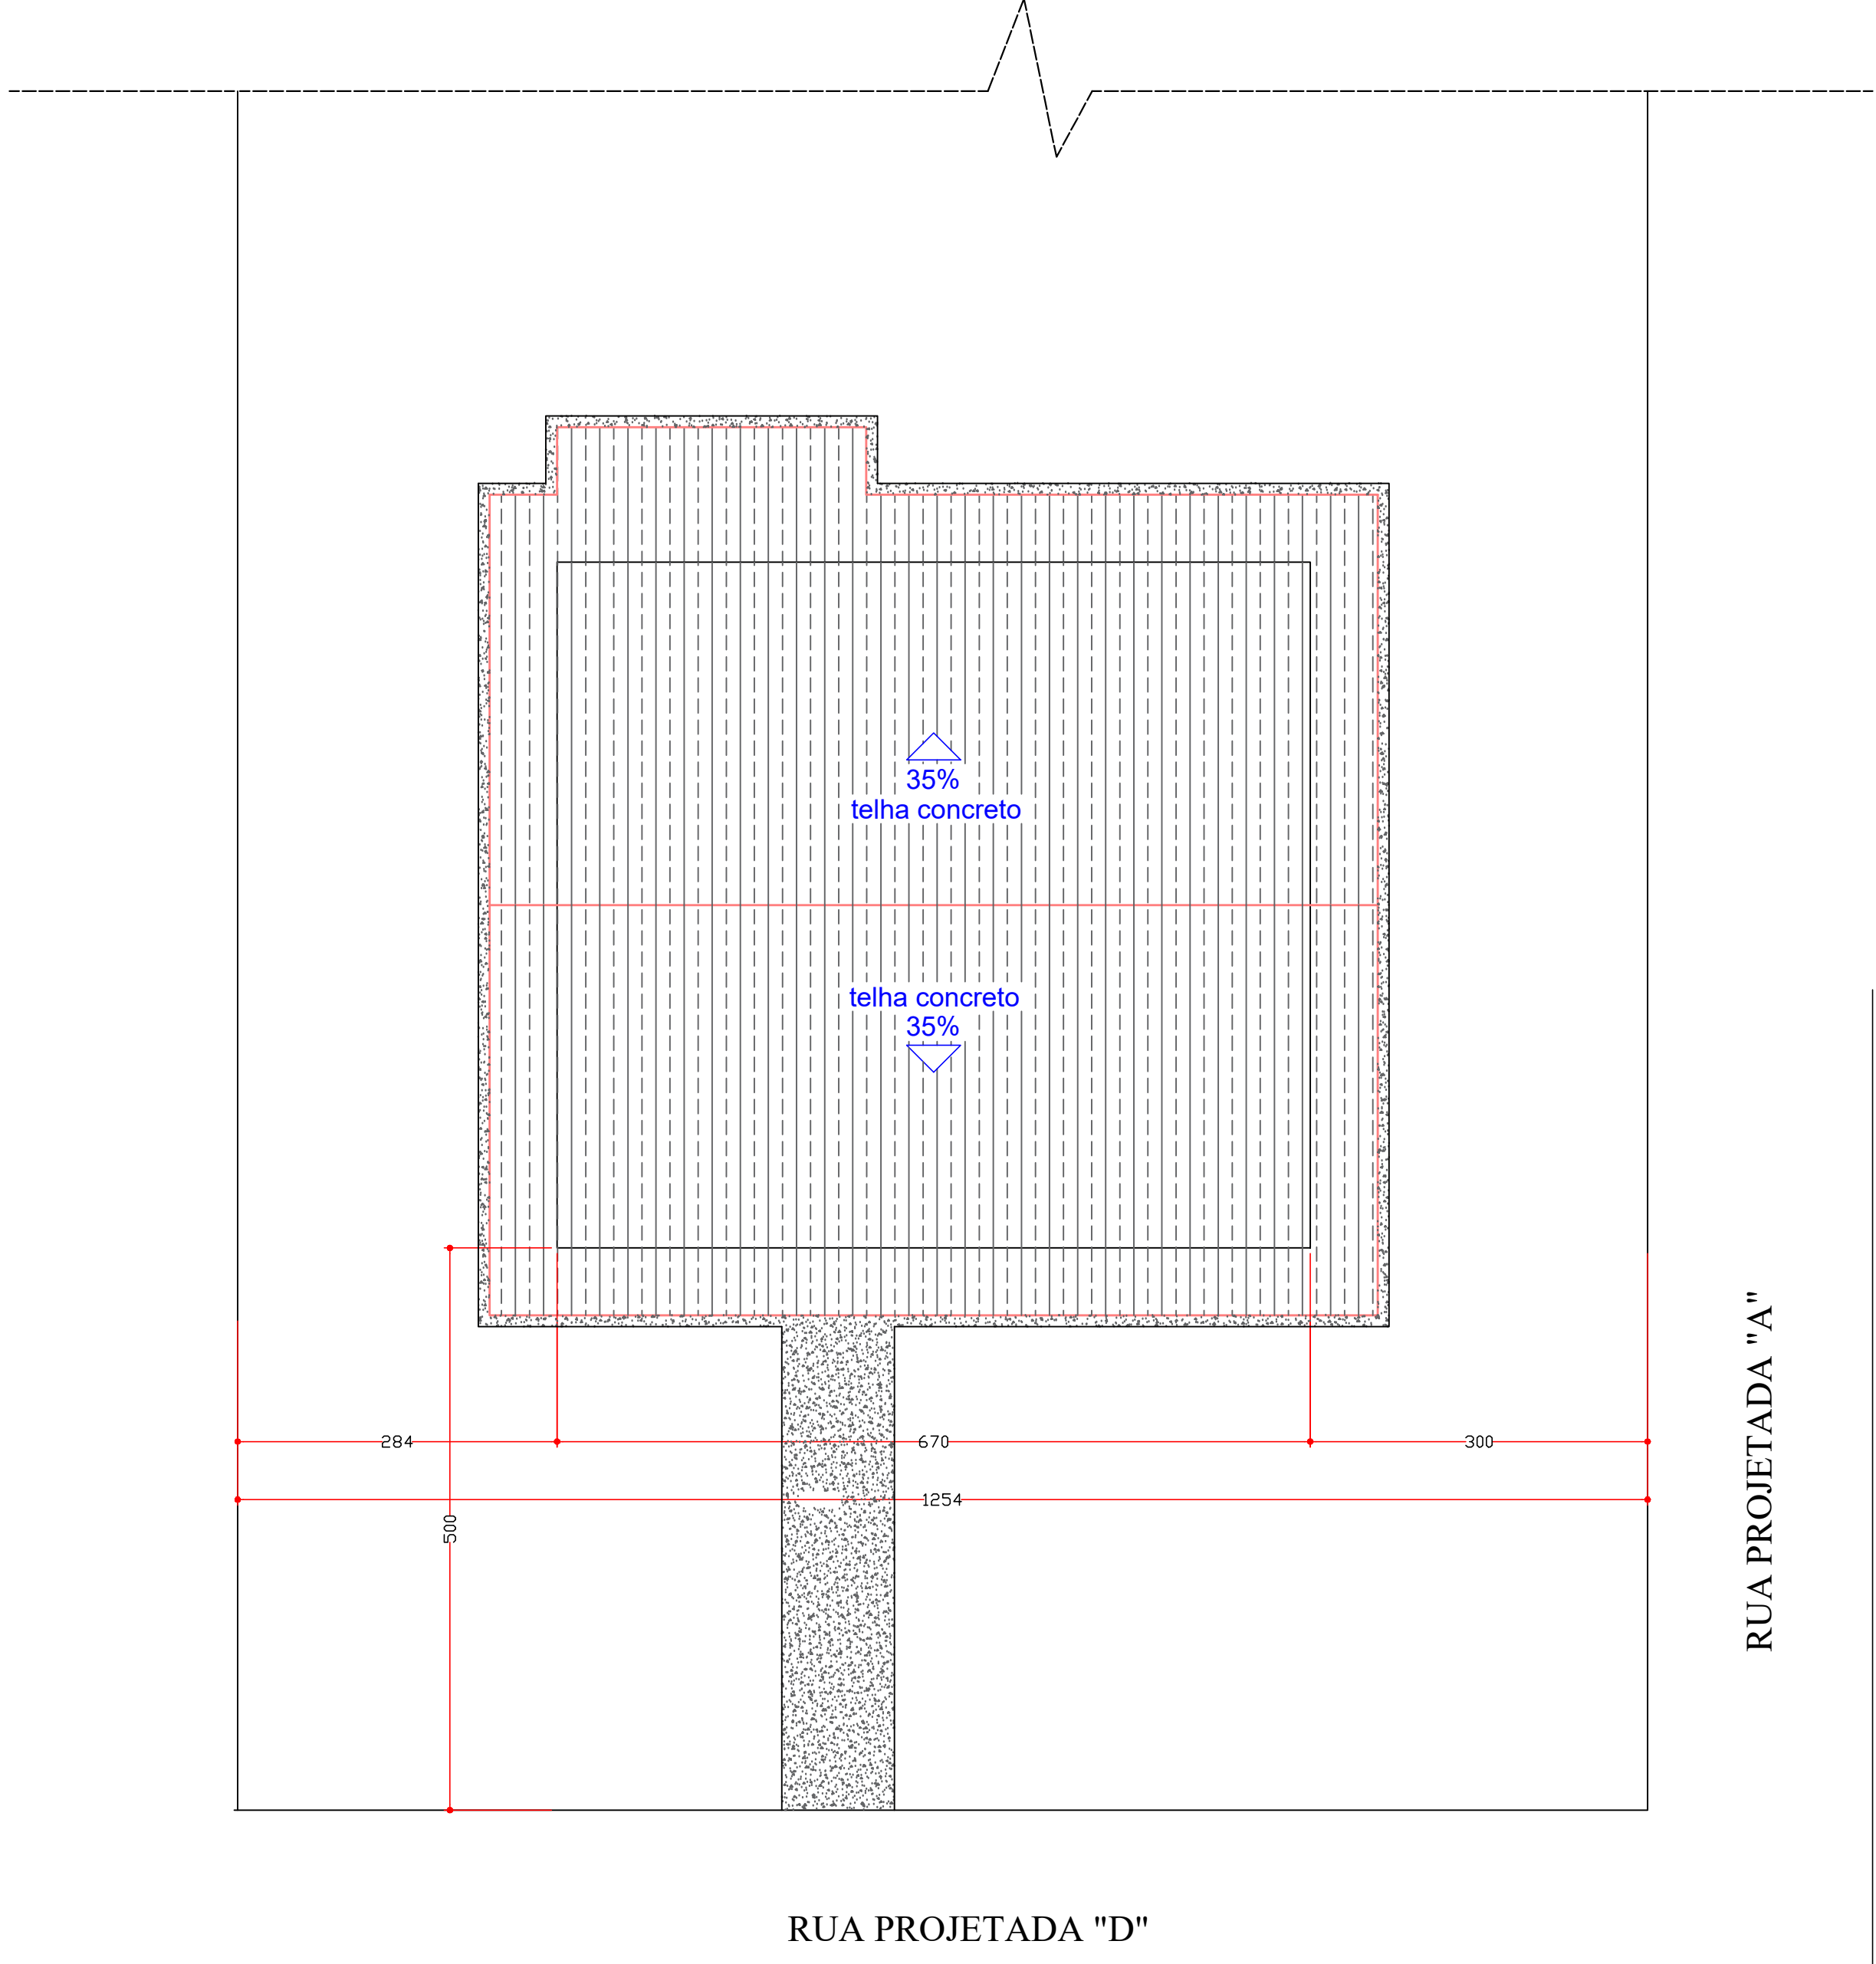 35%
telha concreto
telha concreto
35%
284
670
300
1254
500
RUA PROJETADA "A"
RUA PROJETADA "D"